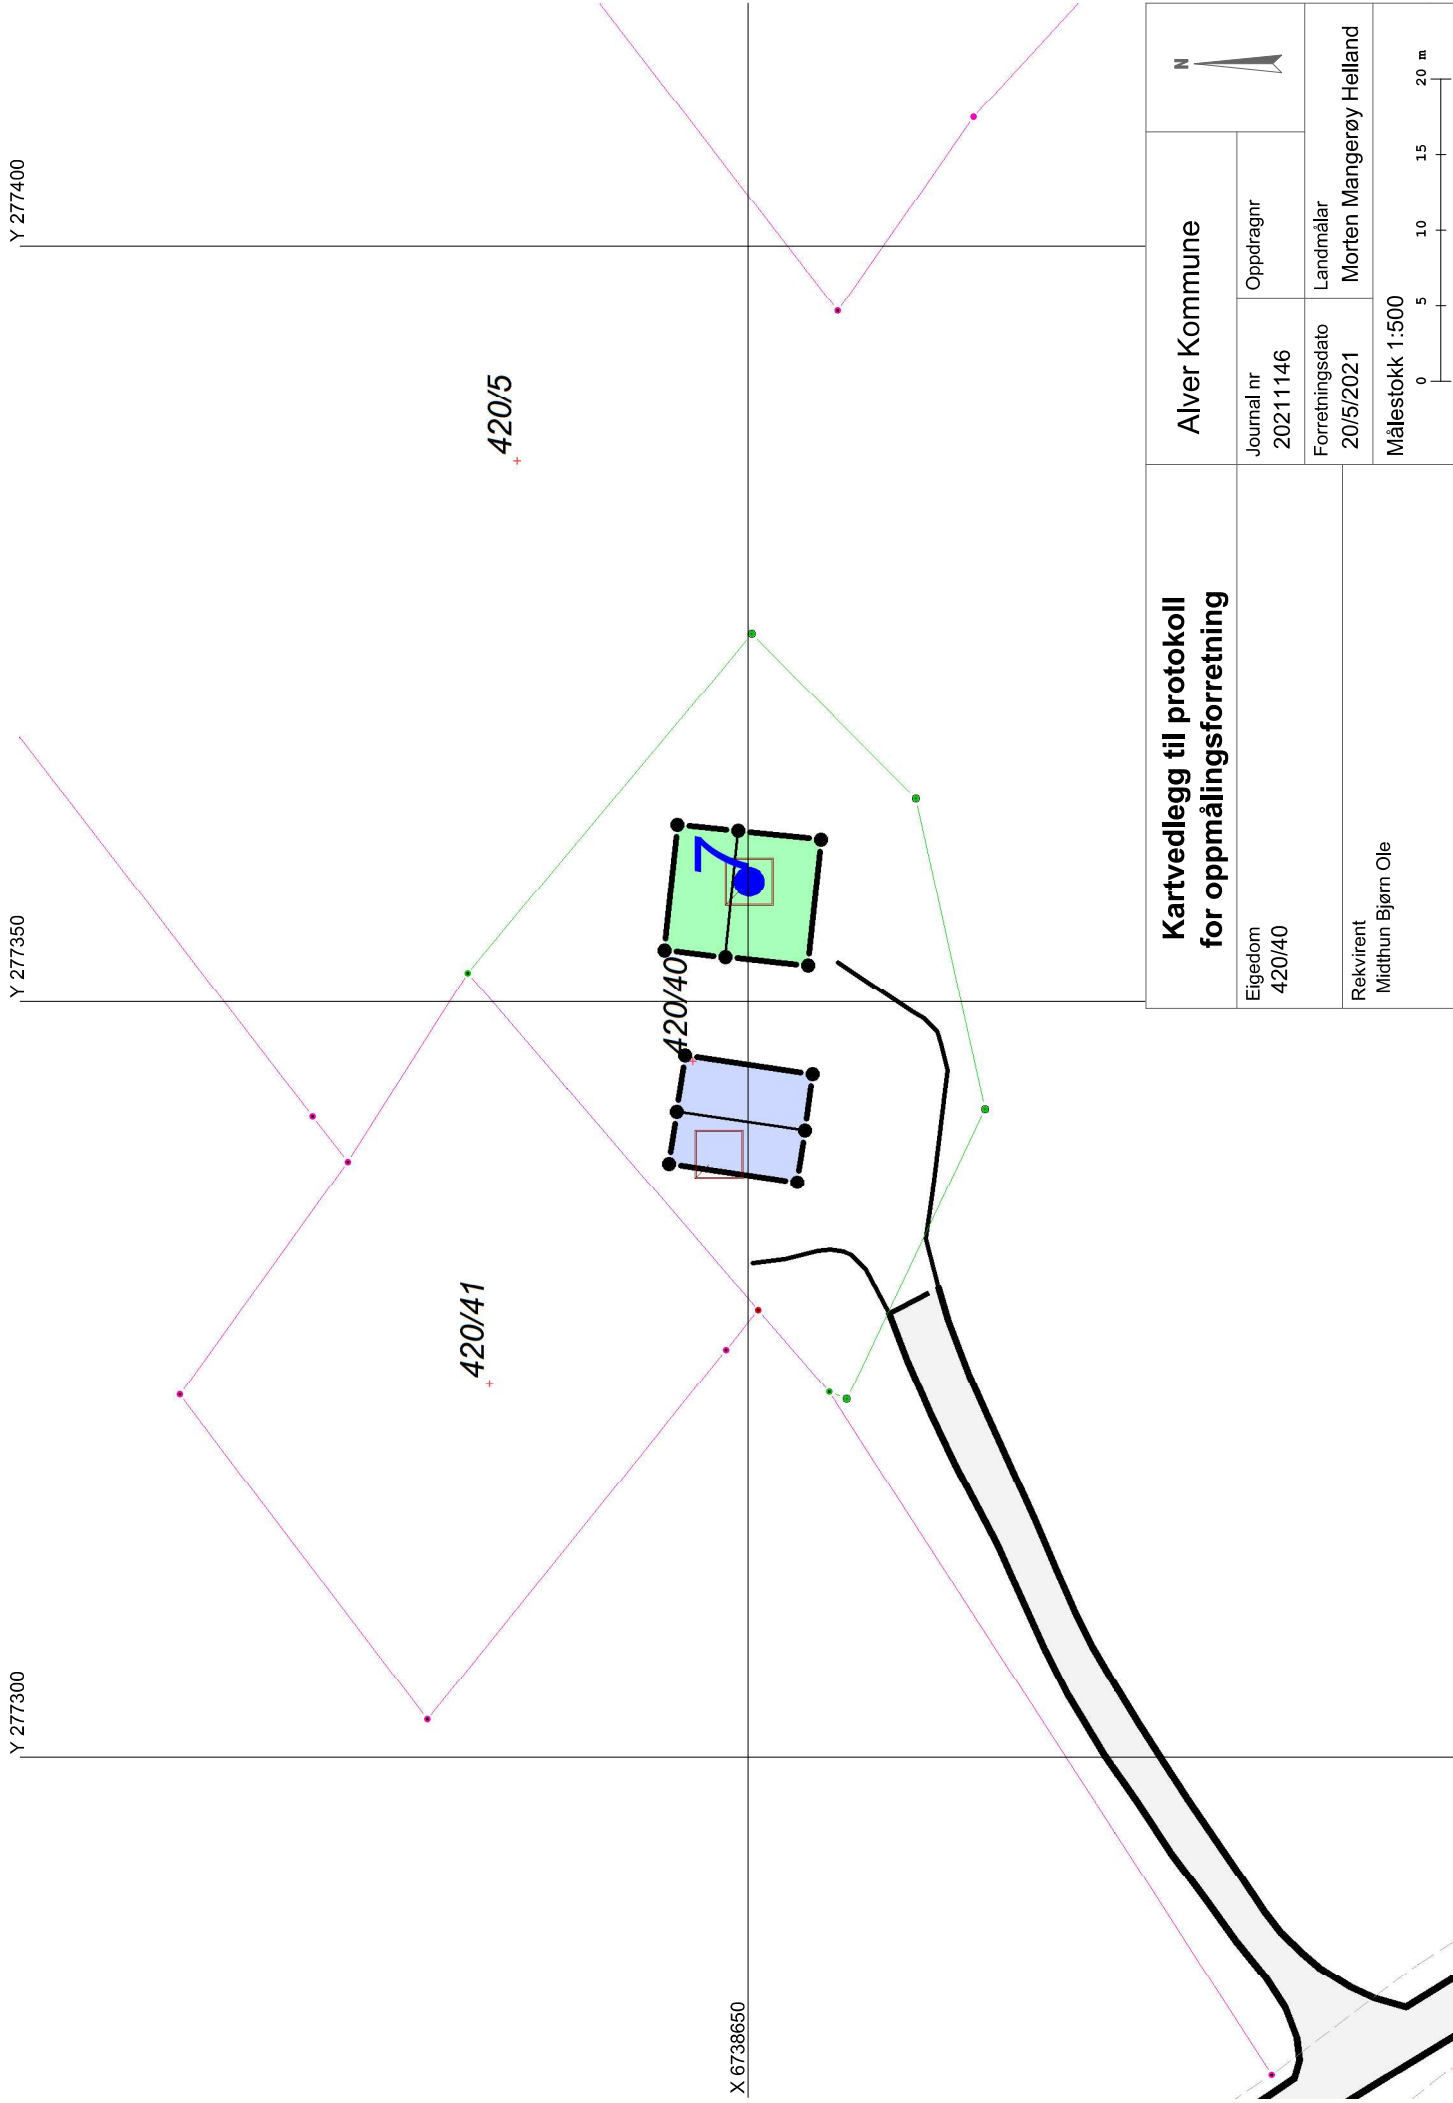 Y 277300
Y 277350
Y 277400
420/41
420/40
420/5
7
X 6738650
Kartvedlegg til protokoll
for oppmålingsforretning
Eigedom
420/40
Rekvirent
Midthun Bjørn Ole
Alver Kommune
N
Journal nr
20211146
Oppdragnr
Forretningsdato
20/5/2021
Landmålar
Morten Mangerøy Helland
Målestokk 1:500
0 5 10 15 20 m